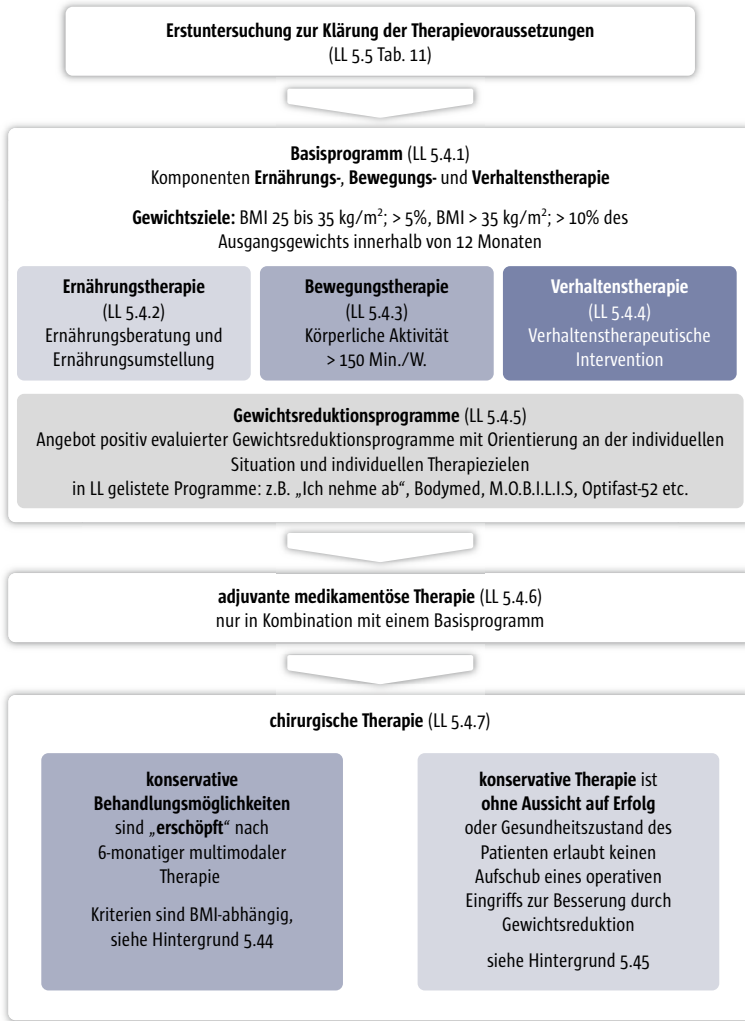 Erstuntersuchung zur Klärung der Therapievoraussetzungen
(LL 5.5 Tab. 11)
Basisprogramm (LL 5.4.1)
Komponenten Ernährungs-, Bewegungs- und Verhaltenstherapie
Gewichtsziele: BMI 25 bis 35 kg/m²; > 5%, BMI > 35 kg/m²; > 10% des
Ausgangsgewichts innerhalb von 12 Monaten
Ernährungstherapie
(LL 5.4.2)
Ernährungsberatung und
Ernährungsumstellung
Bewegungstherapie
(LL 5.4.3)
Körperliche Aktivität
> 150 Min./W.
Verhaltenstherapie
(LL 5.4.4)
Verhaltenstherapeutische
Intervention
Gewichtsreduktionsprogramme (LL 5.4.5)
Angebot positiv evaluierter Gewichtsreduktionsprogramme mit Orientierung an der individuellen
Situation und individuellen Therapiezielen
in LL gelistete Programme: z.B. „Ich nehme ab“, Bodymed, M.O.B.I.L.I.S, Optifast-52 etc.
adjuvante medikamentöse Therapie (LL 5.4.6)
nur in Kombination mit einem Basisprogramm
chirurgische Therapie (LL 5.4.7)
konservative
Behandlungsmöglichkeiten
sind „erschöpft“ nach
6-monatiger multimodaler
Therapie
Kriterien sind BMI-abhängig,
siehe Hintergrund 5.44
konservative Therapie ist
ohne Aussicht auf Erfolg
oder Gesundheitszustand des
Patienten erlaubt keinen
Aufschub eines operativen
Eingriffs zur Besserung durch
Gewichtsreduktion
siehe Hintergrund 5.45